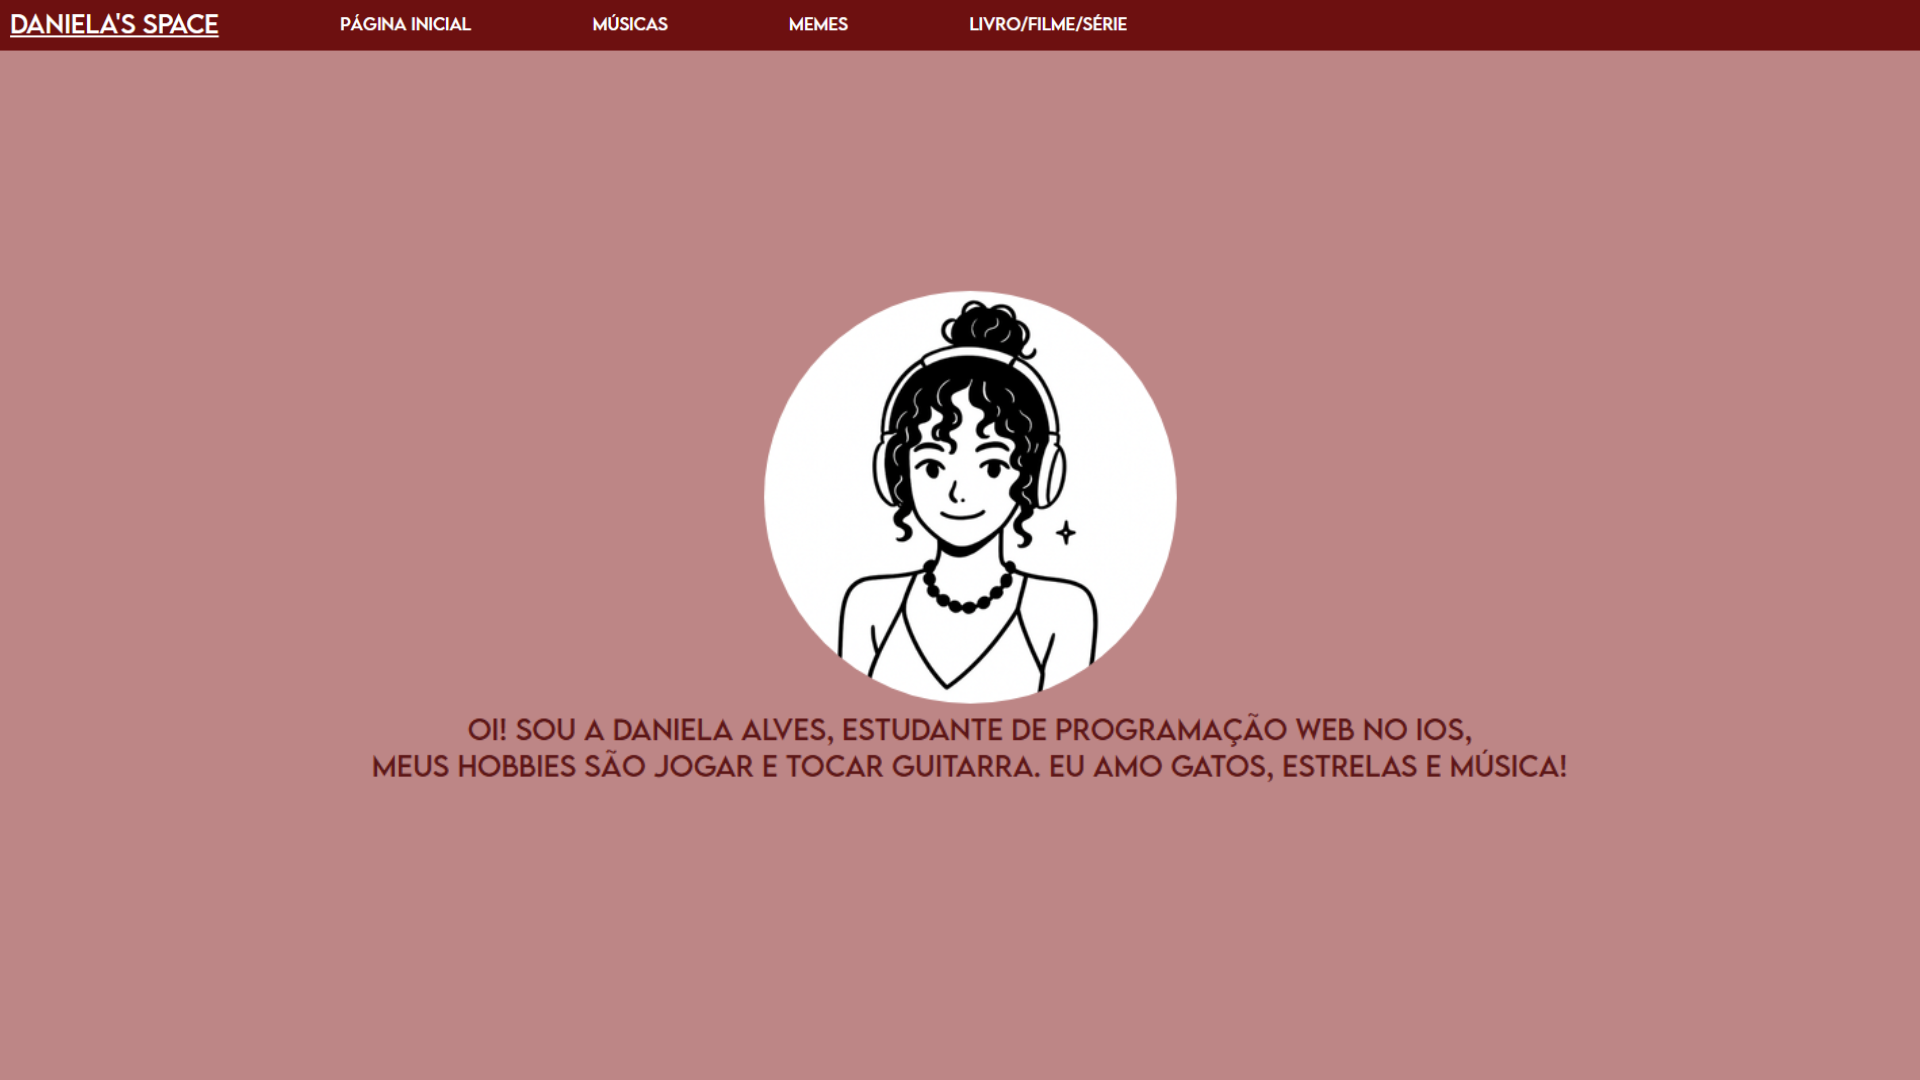 DANIELA'S SPACE
PÁGINA INICIAL
MÚSICAS
MEMES
LIVRO/FILME/SÉRIE
OI! SOU A DANIELA ALVES, ESTUDANTE DE PROGRAMAÇÃO WEB NO IOS,
MEUS HOBBIES SÃO JOGAR E TOCAR GUITARRA. EU AMO GATOS, ESTRELAS E MÚSICA!